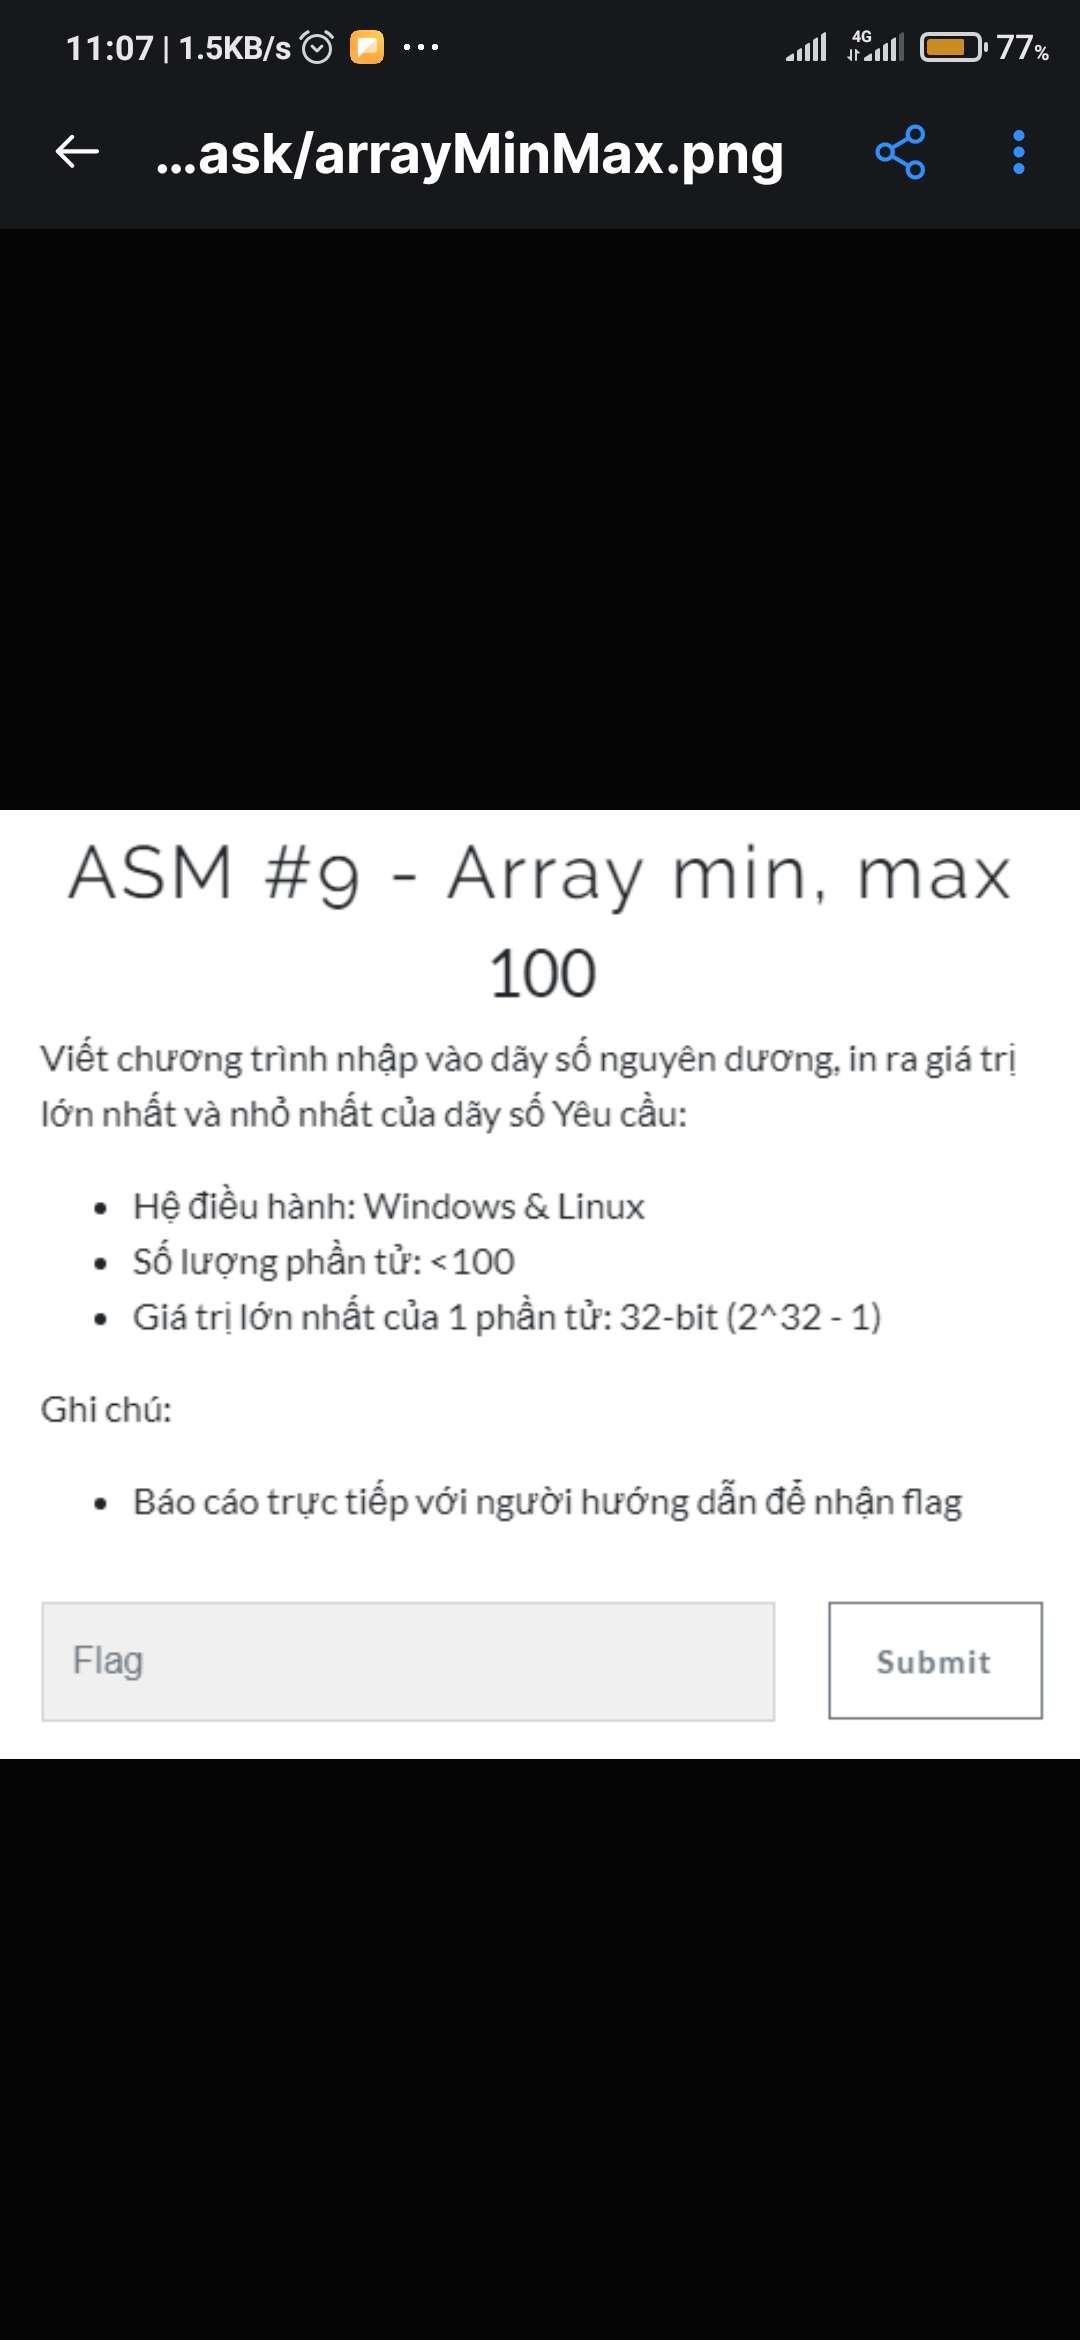 11:07 | 1.5KB/s
4G
77%
...ask/arrayMinMax.png
ASM #9 - Array min, max
100
Viết chương trình nhập vào dãy số nguyên dương, in ra giá trị
lớn nhất và nhỏ nhất của dãy số Yêu cầu:
• Hệ điều hành: Windows & Linux
• Số lượng phần tử: <100
• Giá trị lớn nhất của 1 phần tử: 32-bit (2^32 - 1)
Ghi chú:
• Báo cáo trực tiếp với người hướng dẫn để nhận flag
Flag
Submit